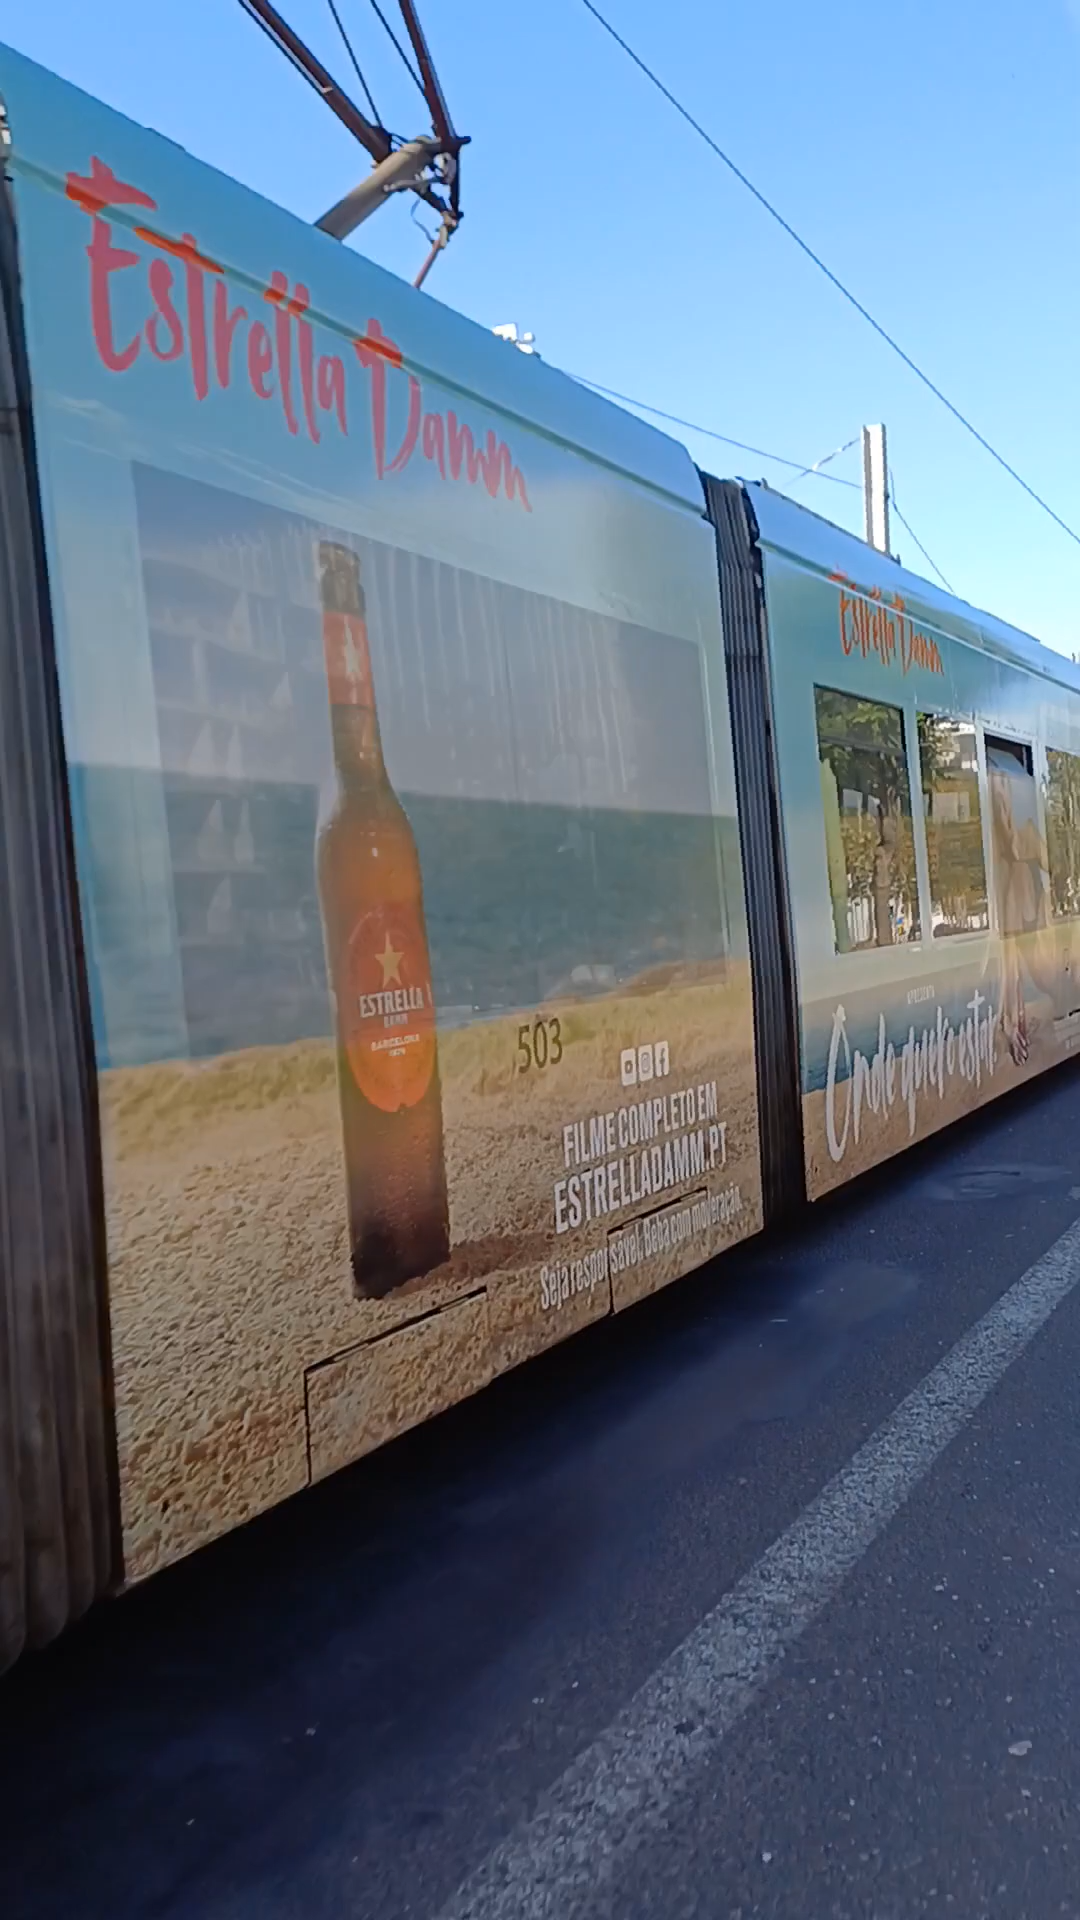 Estrella Damm
ESTRELLA
DAMM
BARCELONA
1876
503
FILME COMPLETO EM
ESTRELLADAMM.PT
Seja responsável. Beba com moderação.
Estrella Damm
APRESENTA
Onde quero estar